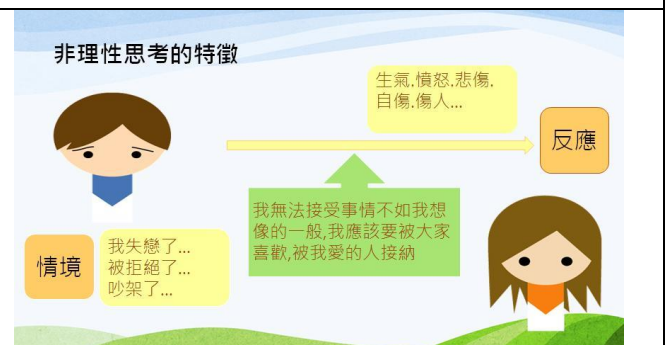 非理性思考的特徵
生氣.憤怒.悲傷.
自傷.傷人...
反應
我無法接受事情不如我想
像的一般,我應該要被大家
喜歡,被我愛的人接納
情境
我失戀了...
被拒絕了...
吵架了...